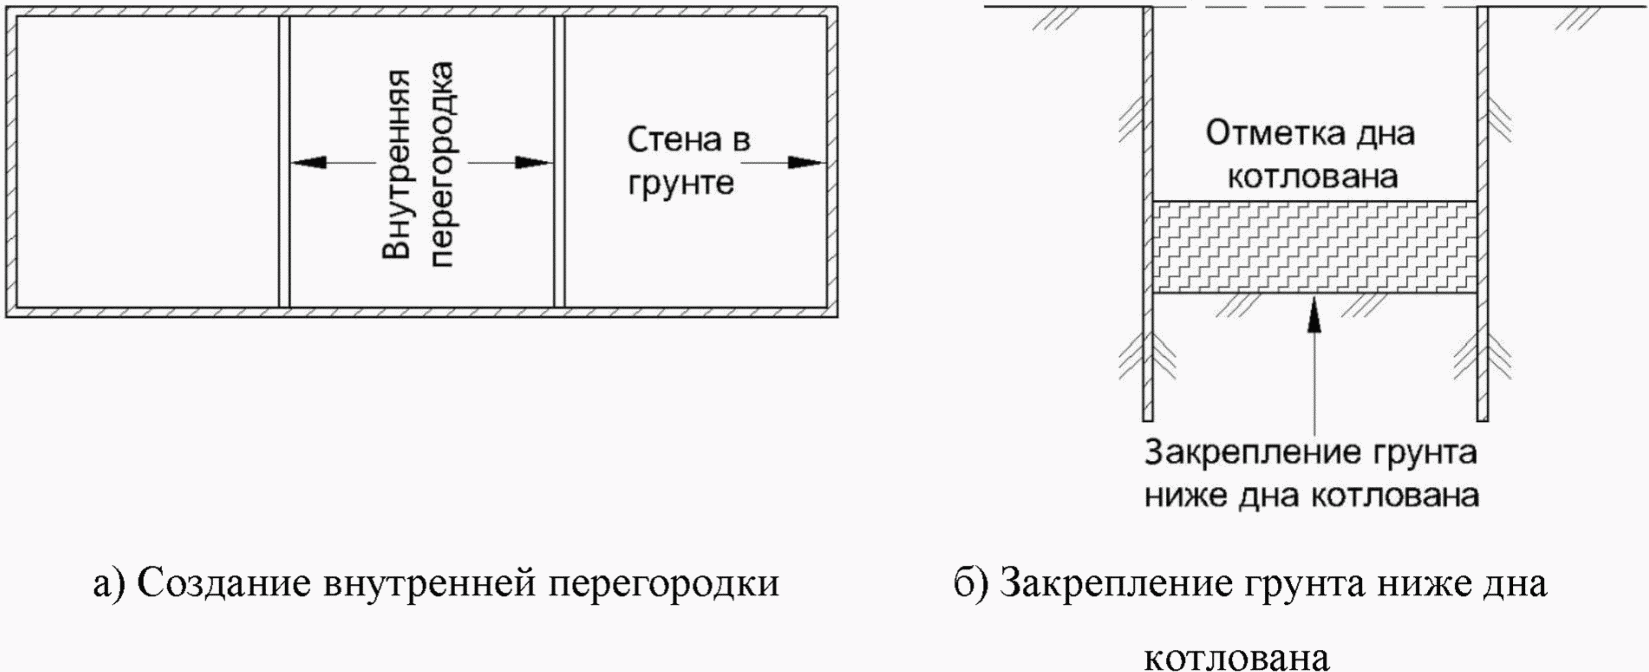 Внутренняя
перегородка
Стена в
грунте
Отметка дна
котлована
Закрепление грунта
ниже дна котлована
а) Создание внутренней перегородки
б) Закрепление грунта ниже дна
котлована